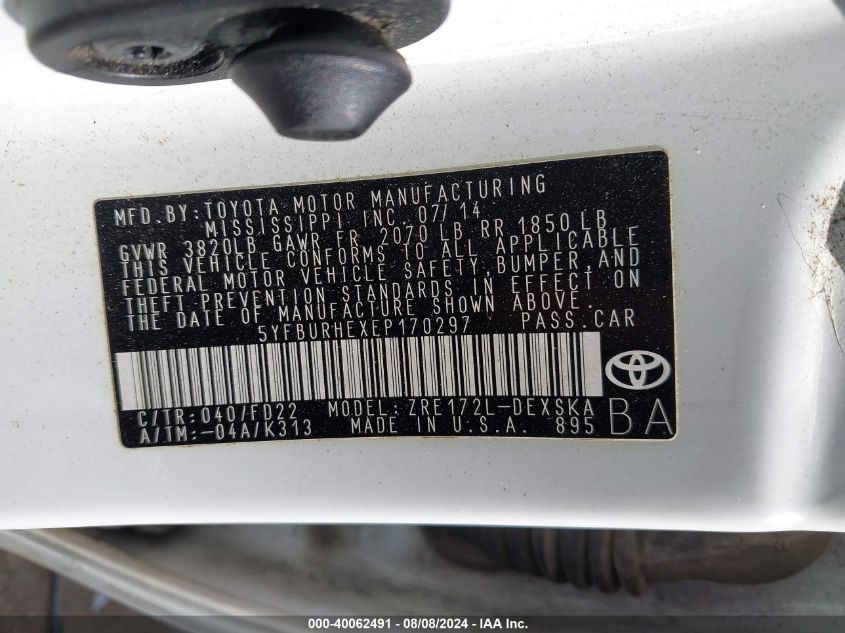 MFD. BY: TOYOTA MOTOR MANUFACTURING
MISSISSIPPI INC. 07/14
GVWR 3820LB GAWR FR 2070 LB RR 1850 LB
THIS VEHICLE CONFORMS TO ALL APPLICABLE
FEDERAL MOTOR VEHICLE SAFETY, BUMPER, AND
THEFT PREVENTION STANDARDS IN EFFECT ON
THE DATE OF MANUFACTURE SHOWN ABOVE.
5YFBURHEXEP170297 PASS. CAR
C/TR: 040/FD22 MODEL: ZRE172L-DEXSKA
A/TM: -04A/K313 MADE IN U.S.A. 895 BA
000-40062491 - 08/08/2024 - © IAA Inc.